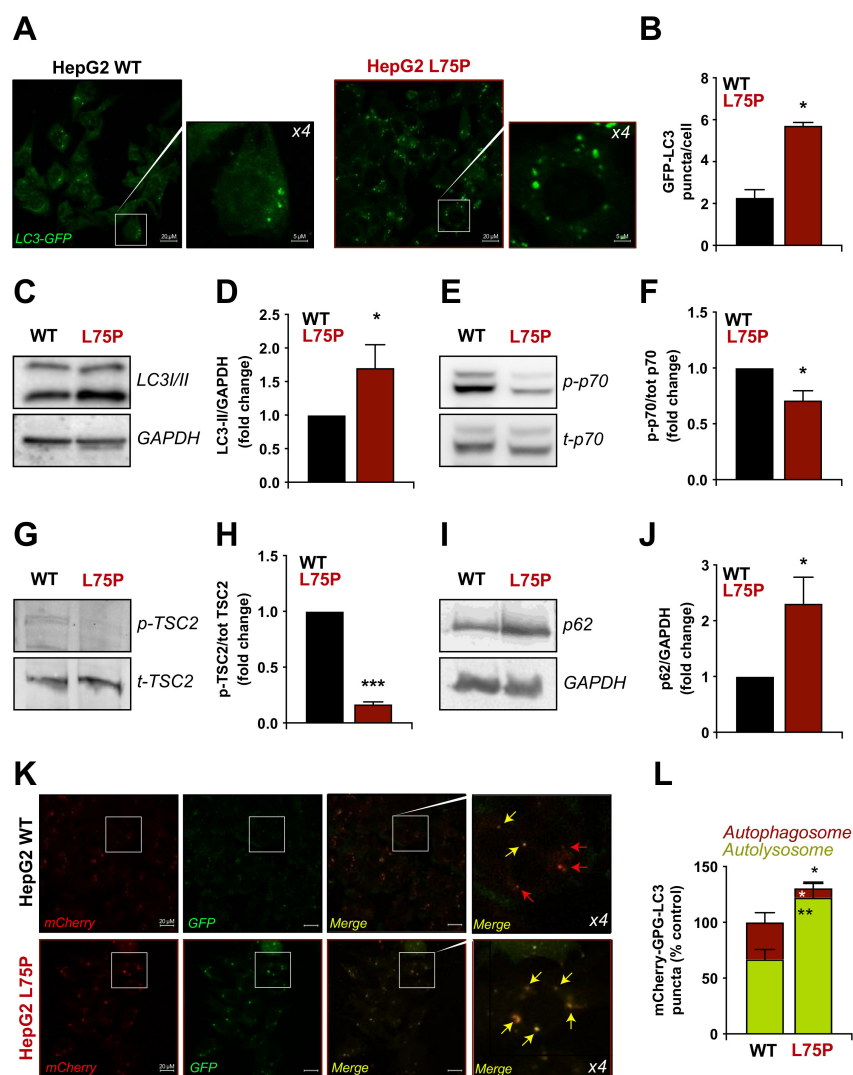 A
HepG2 WT
x4
LC3-GFP
20 µM
5 µM
HepG2 L75P
x4
20 µM
5 µM
B
WT
L75P
*
GFP-LC3
puncta/cell
8
6
4
2
0
C
WT L75P
LC3I/II
GAPDH
D
WT
L75P
*
LC3-II/GAPDH
(fold change)
2.5
2.0
1.5
1.0
0.5
0.0
E
WT L75P
p-p70
t-p70
F
WT
L75P
*
p-p70/tot p70
(fold change)
1.5
1.0
0.5
0.0
G
WT L75P
p-TSC2
t-TSC2
H
WT
L75P
***
p-TSC2/tot TSC2
(fold change)
1.5
1.0
0.5
0.0
I
WT L75P
p62
GAPDH
J
WT
L75P
*
p62/GAPDH
(fold change)
3
2
1
0
K
HepG2 WT
mCherry
20 µM
GFP
Merge
Merge
x4
HepG2 L75P
mCherry
20 µM
GFP
Merge
Merge
x4
L
Autophagosome
Autolysosome
mCherry-GPG-LC3
puncta (% control)
150
100
50
0
*
*
**
WT L75P